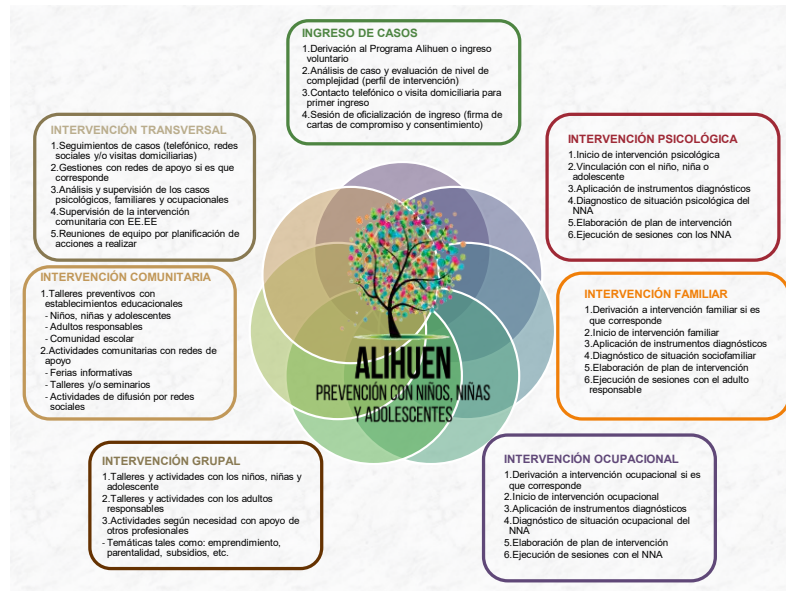 INGRESO DE CASOS
1.Derivación al Programa Alihuen o ingreso
voluntario
2.Análisis de caso y evaluación de nivel de
complejidad (perfil de intervención)
3.Contacto telefónico o visita domiciliaria para
primer ingreso
4.Sesión de oficialización de ingreso (firma de
cartas de compromiso y consentimiento)
INTERVENCIÓN TRANSVERSAL
1.Seguimientos de casos (telefónico, redes
sociales y/o visitas domiciliarias)
2.Gestiones con redes de apoyo si es que
corresponde
3.Análisis y supervisión de los casos
psicológicos, familiares y ocupacionales
4.Supervisión de la intervención
comunitaria con EE.EE
5.Reuniones de equipo por planificación de
acciones a realizar
INTERVENCIÓN PSICOLÓGICA
1.Inicio de intervención psicológica
2.Vinculación con el niño, niña o
adolescente
3.Aplicación de instrumentos diagnósticos
4.Diagnostico de situación psicológica del
NNA
5.Elaboración de plan de intervención
6.Ejecución de sesiones con los NNA
INTERVENCIÓN COMUNITARIA
1.Talleres preventivos con
establecimientos educacionales
- Niños, niñas y adolescentes
- Adultos responsables
- Comunidad escolar
2.Actividades comunitarias con redes de
apoyo
- Ferias informativas
- Talleres y/o seminarios
- Actividades de difusión por redes
sociales
INTERVENCIÓN FAMILIAR
1.Derivación a intervención familiar si es
que corresponde
2.Inicio de intervención familiar
3.Aplicación de instrumentos diagnósticos
4.Diagnóstico de situación sociofamiliar
5.Elaboración de plan de intervención
6.Ejecución de sesiones con el adulto
responsable
ALIHUEN
PREVENCIÓN CON NIÑOS, NIÑAS
Y ADOLESCENTES
INTERVENCIÓN GRUPAL
1.Talleres y actividades con los niños, niñas y
adolescente
2.Talleres y actividades con los adultos
responsables
3.Actividades según necesidad con apoyo de
otros profesionales
- Temáticas tales como: emprendimiento,
parentalidad, subsidios, etc.
INTERVENCIÓN OCUPACIONAL
1.Derivación a intervención ocupacional si es
que corresponde
2.Inicio de intervención ocupacional
3.Aplicación de instrumentos diagnósticos
4.Diagnóstico de situación ocupacional del
NNA
5.Elaboración de plan de intervención
6.Ejecución de sesiones con el NNA